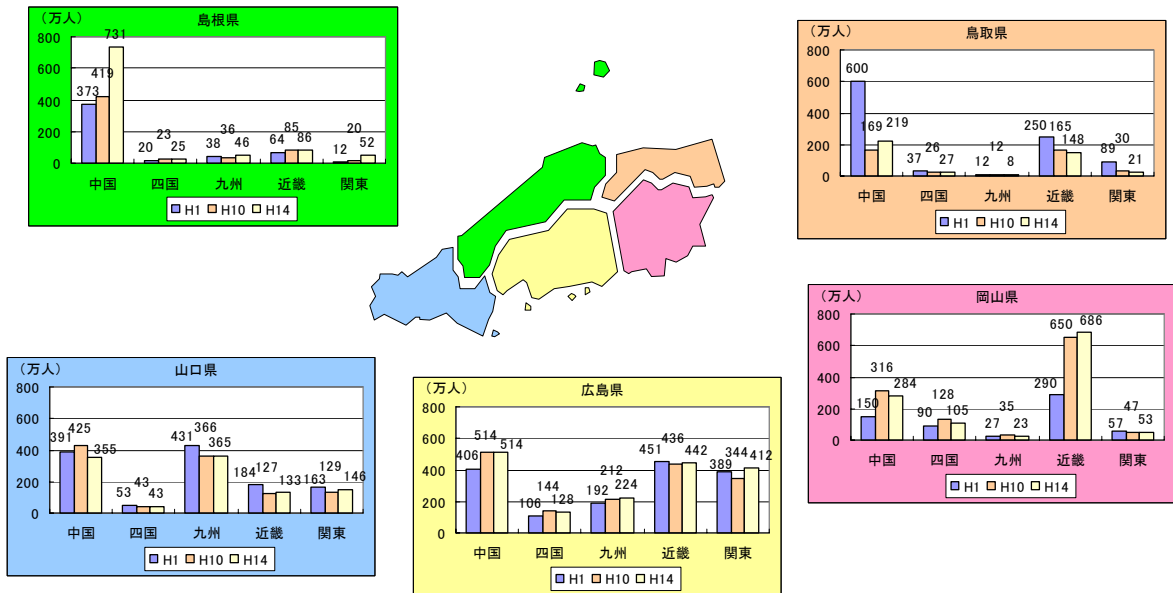 (万人)
島根県
800
600
400
200
0
373 419 731
20 23 25
38 36 46
64 85 86
12 20 52
中国 四国 九州 近畿 関東
H1 H10 H14
(万人)
鳥取県
800
600
400
200
0
600 169 219
37 26 27
12 12 8
250 165 148
89 30 21
中国 四国 九州 近畿 関東
H1 H10 H14
(万人)
岡山県
800
600
400
200
0
150 316 284
90 128 105
27 35 23
290 650 686
57 47 53
中国 四国 九州 近畿 関東
H1 H10 H14
(万人)
山口県
800
600
400
200
0
391 425 355
53 43 43
431 366 365
184 127 133
163 129 146
中国 四国 九州 近畿 関東
H1 H10 H14
(万人)
広島県
800
600
400
200
0
406 514 514
106 144 128
192 212 224
451 436 442
389 344 412
中国 四国 九州 近畿 関東
H1 H10 H14